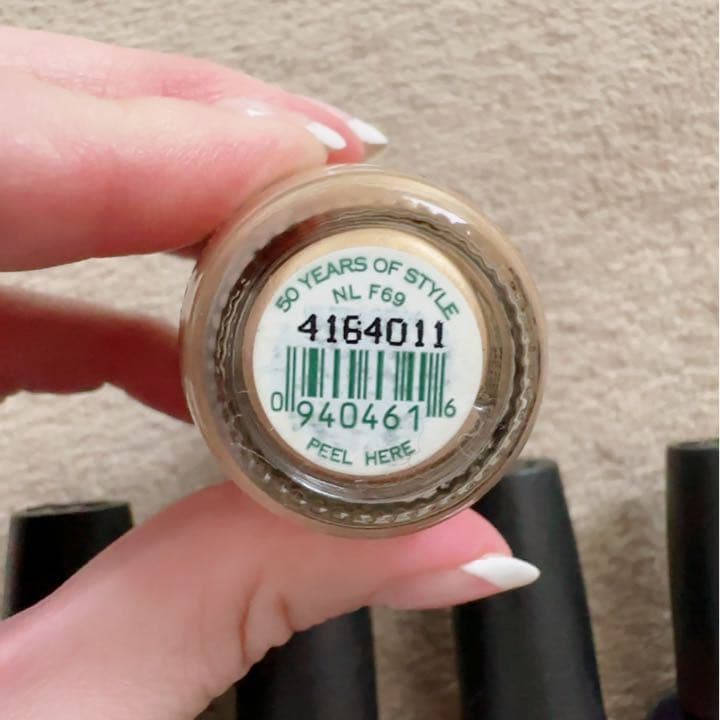 50 YEARS OF STYLE
NL F69
4164011
0 940461 6
PEEL HERE